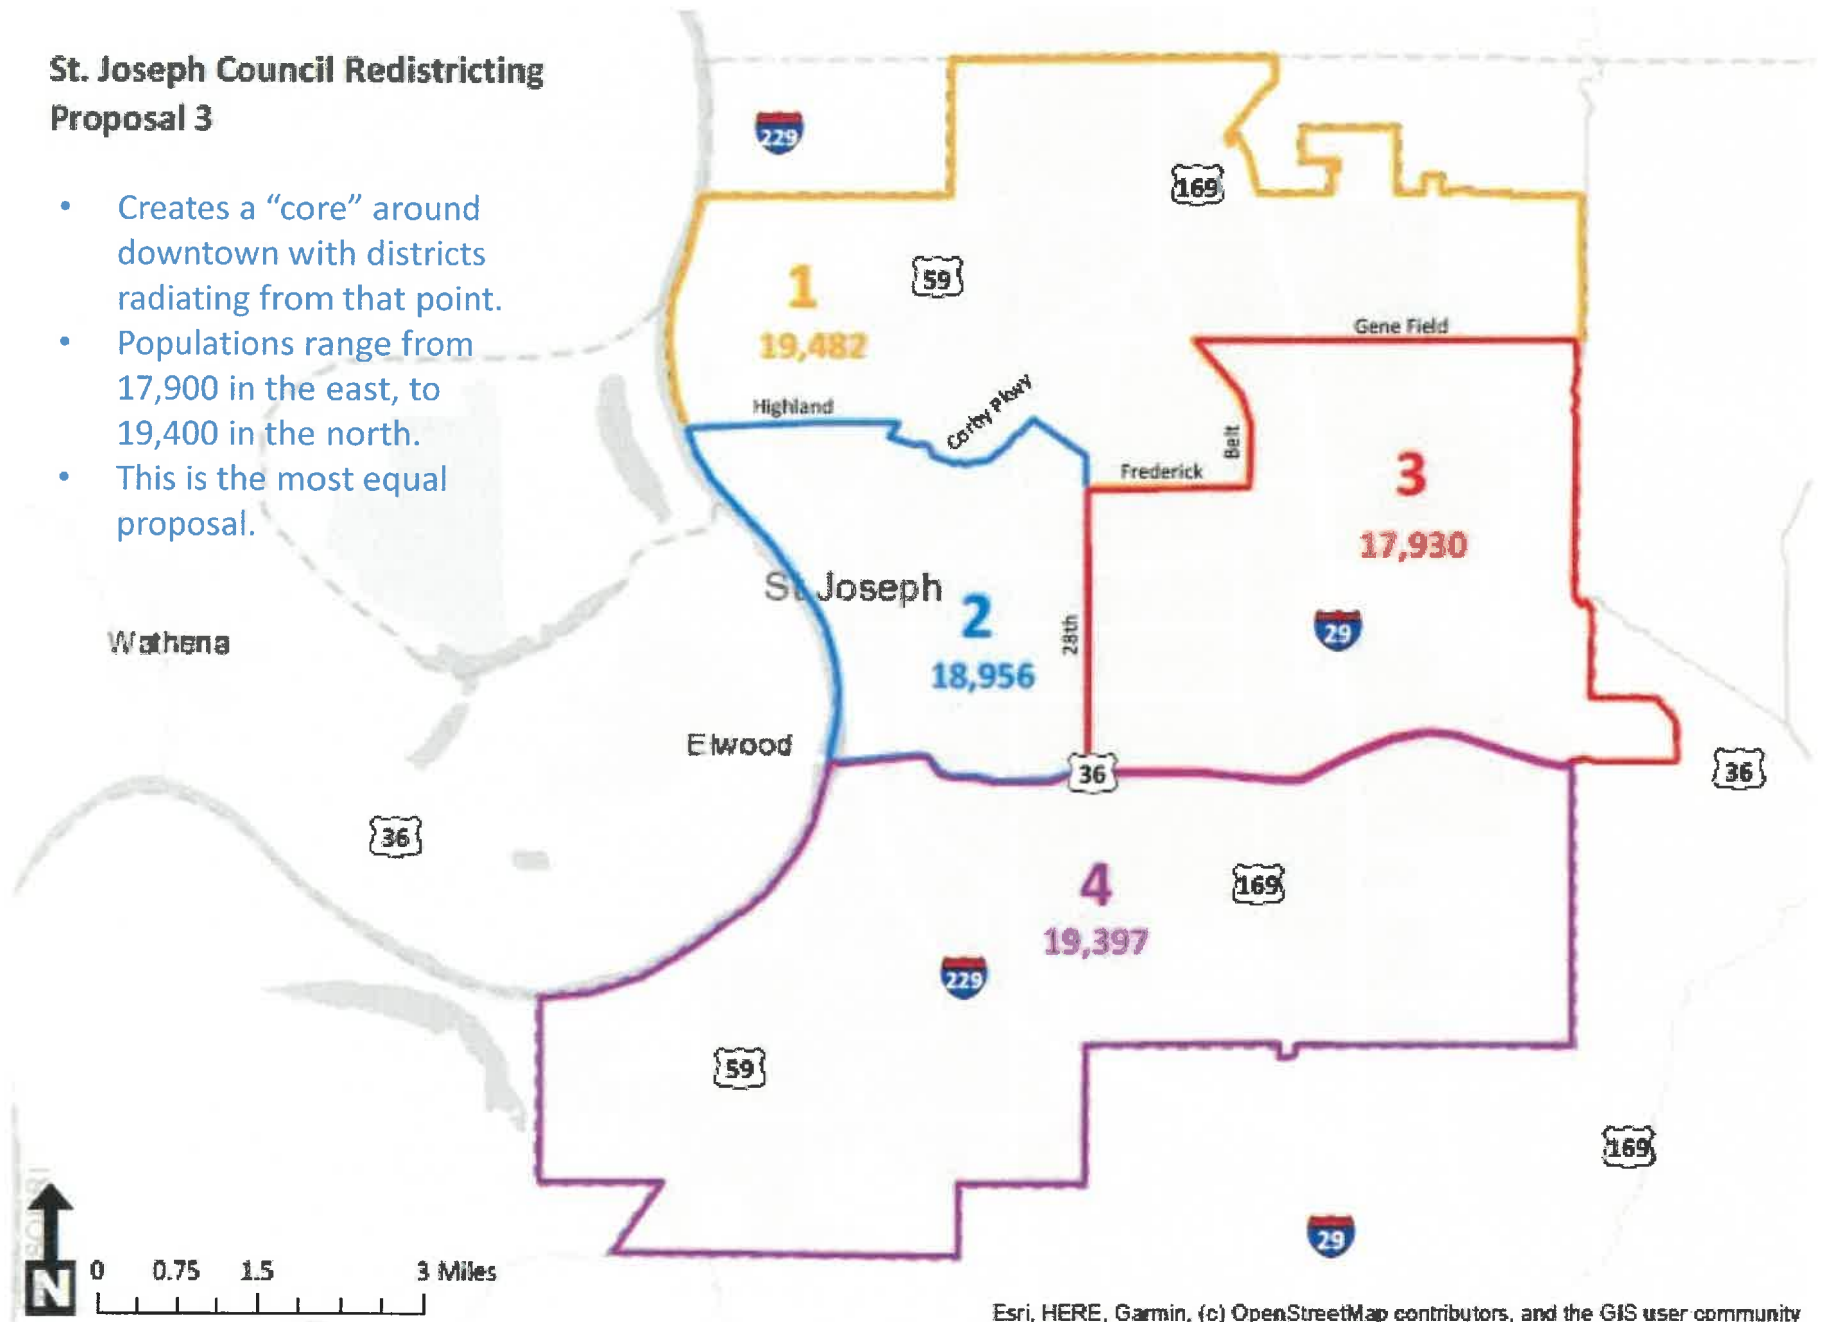 St. Joseph Council Redistricting
Proposal 3
• Creates a “core” around
downtown with districts
radiating from that point.
• Populations range from
17,900 in the east, to
19,400 in the north.
• This is the most equal
proposal.
229
169
59
1
19,482
Gene Field
Highland
Corby Pkwy
Belt
Frederick
3
17,930
St Joseph
2
18,956
28th
29
Wathena
Elwood
36
36
36
4
19,397
169
229
59
169
29
N
0 0.75 1.5 3 Miles
Esri, HERE, Garmin, (c) OpenStreetMap contributors, and the GIS user community